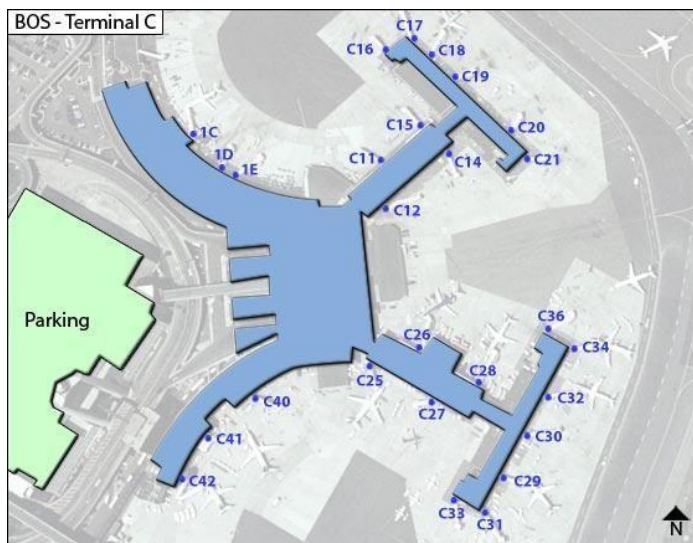 BOS - Terminal C
C17
C16
C18
C19
1C
C15
C20
1D
C11
C14
C21
1E
C12
Parking
C36
C26
C34
C25
C28
C40
C27
C32
C41
C30
C42
C29
C33
C31
N